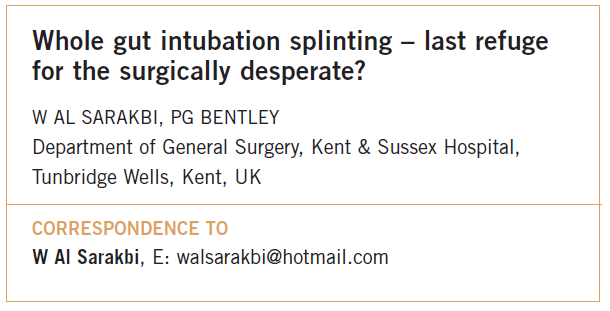 Whole gut intubation splinting – last refuge
for the surgically desperate?
W AL SARAKBI, PG BENTLEY
Department of General Surgery, Kent & Sussex Hospital,
Tunbridge Wells, Kent, UK
CORRESPONDENCE TO
W Al Sarakbi, E: walsarakbi@hotmail.com